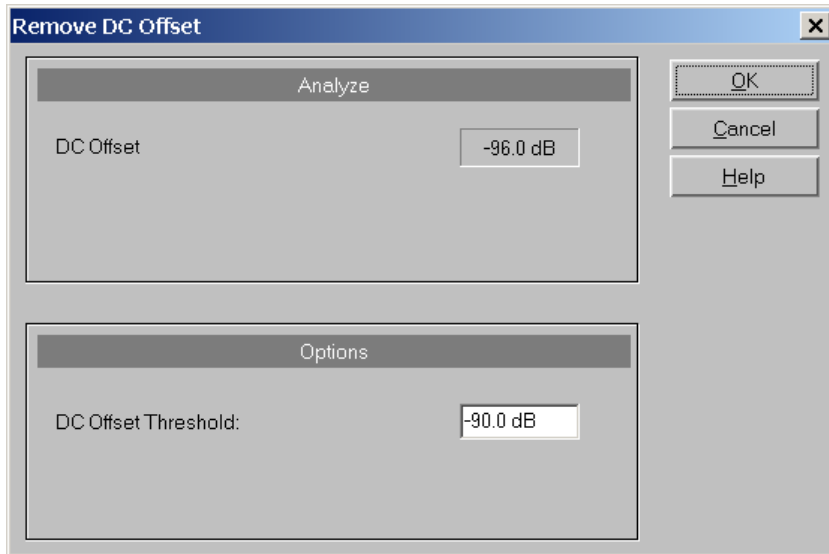 Remove DC Offset
Analyze
DC Offset
-96.0 dB
OK
Cancel
Help
Options
DC Offset Threshold:
-90.0 dB